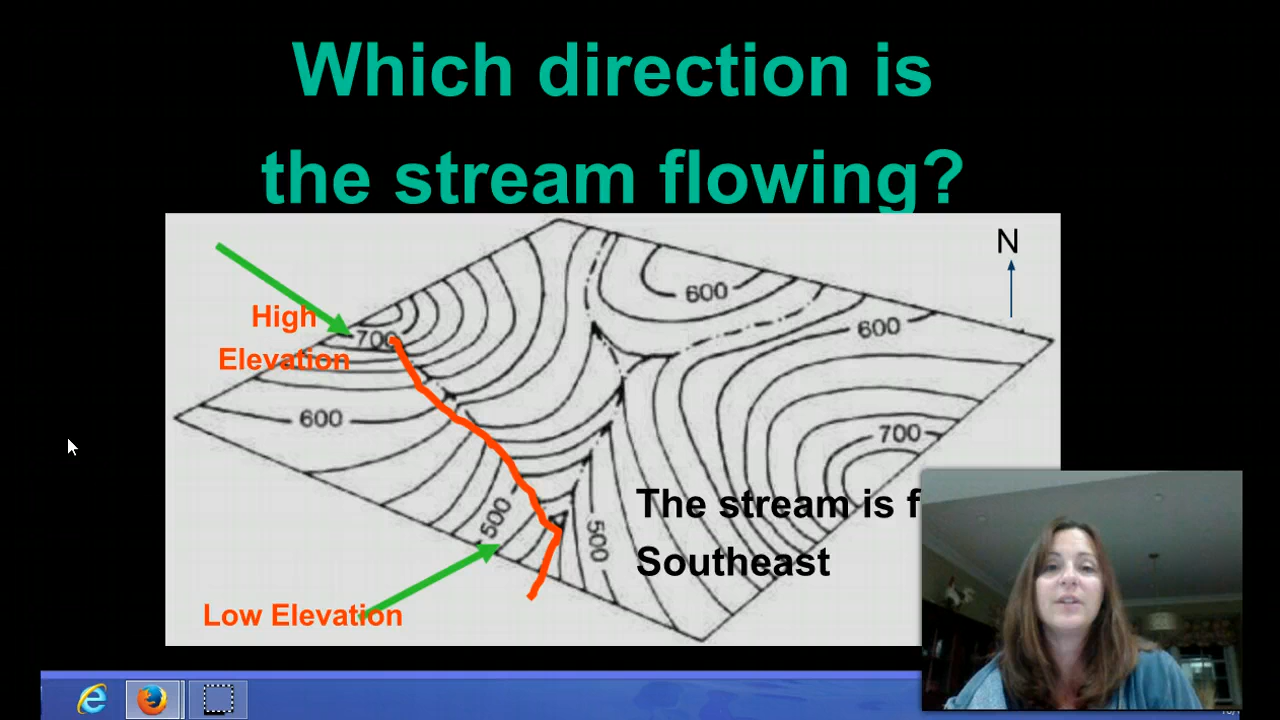 Which direction is
the stream flowing?
N
600
High
700
600
Elevation
600
700
500
500
The stream is f
Southeast
Low Elevation